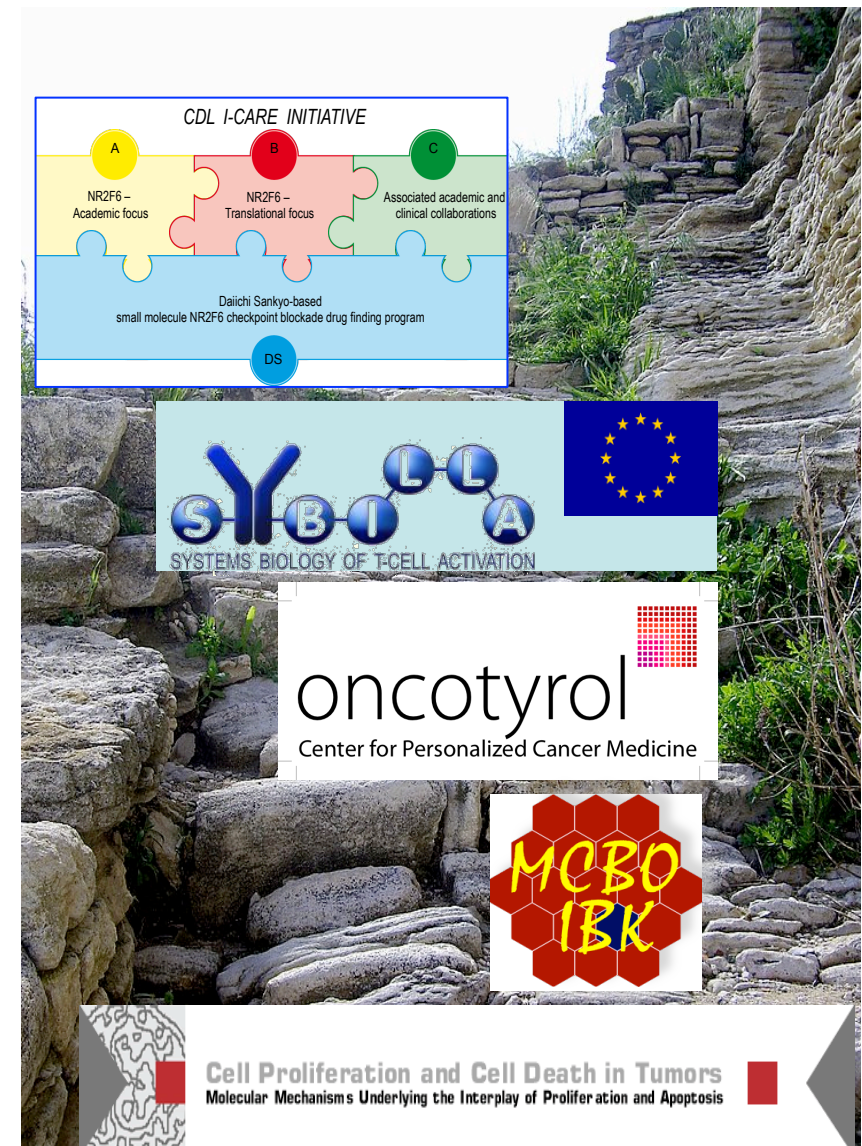 CDL I-CARE INITIATIVE
A
B
C
NR2F6 –
Academic focus
NR2F6 –
Translational focus
Associated academic and
clinical collaborations
Daiichi Sankyo-based
small molecule NR2F6 checkpoint blockade drug finding program
DS
SYBILLA
SYSTEMS BIOLOGY OF T-CELL ACTIVATION
oncotyrol
Center for Personalized Cancer Medicine
MCBO
IBK
Cell Proliferation and Cell Death in Tumors
Molecular Mechanisms Underlying the Interplay of Proliferation and Apoptosis